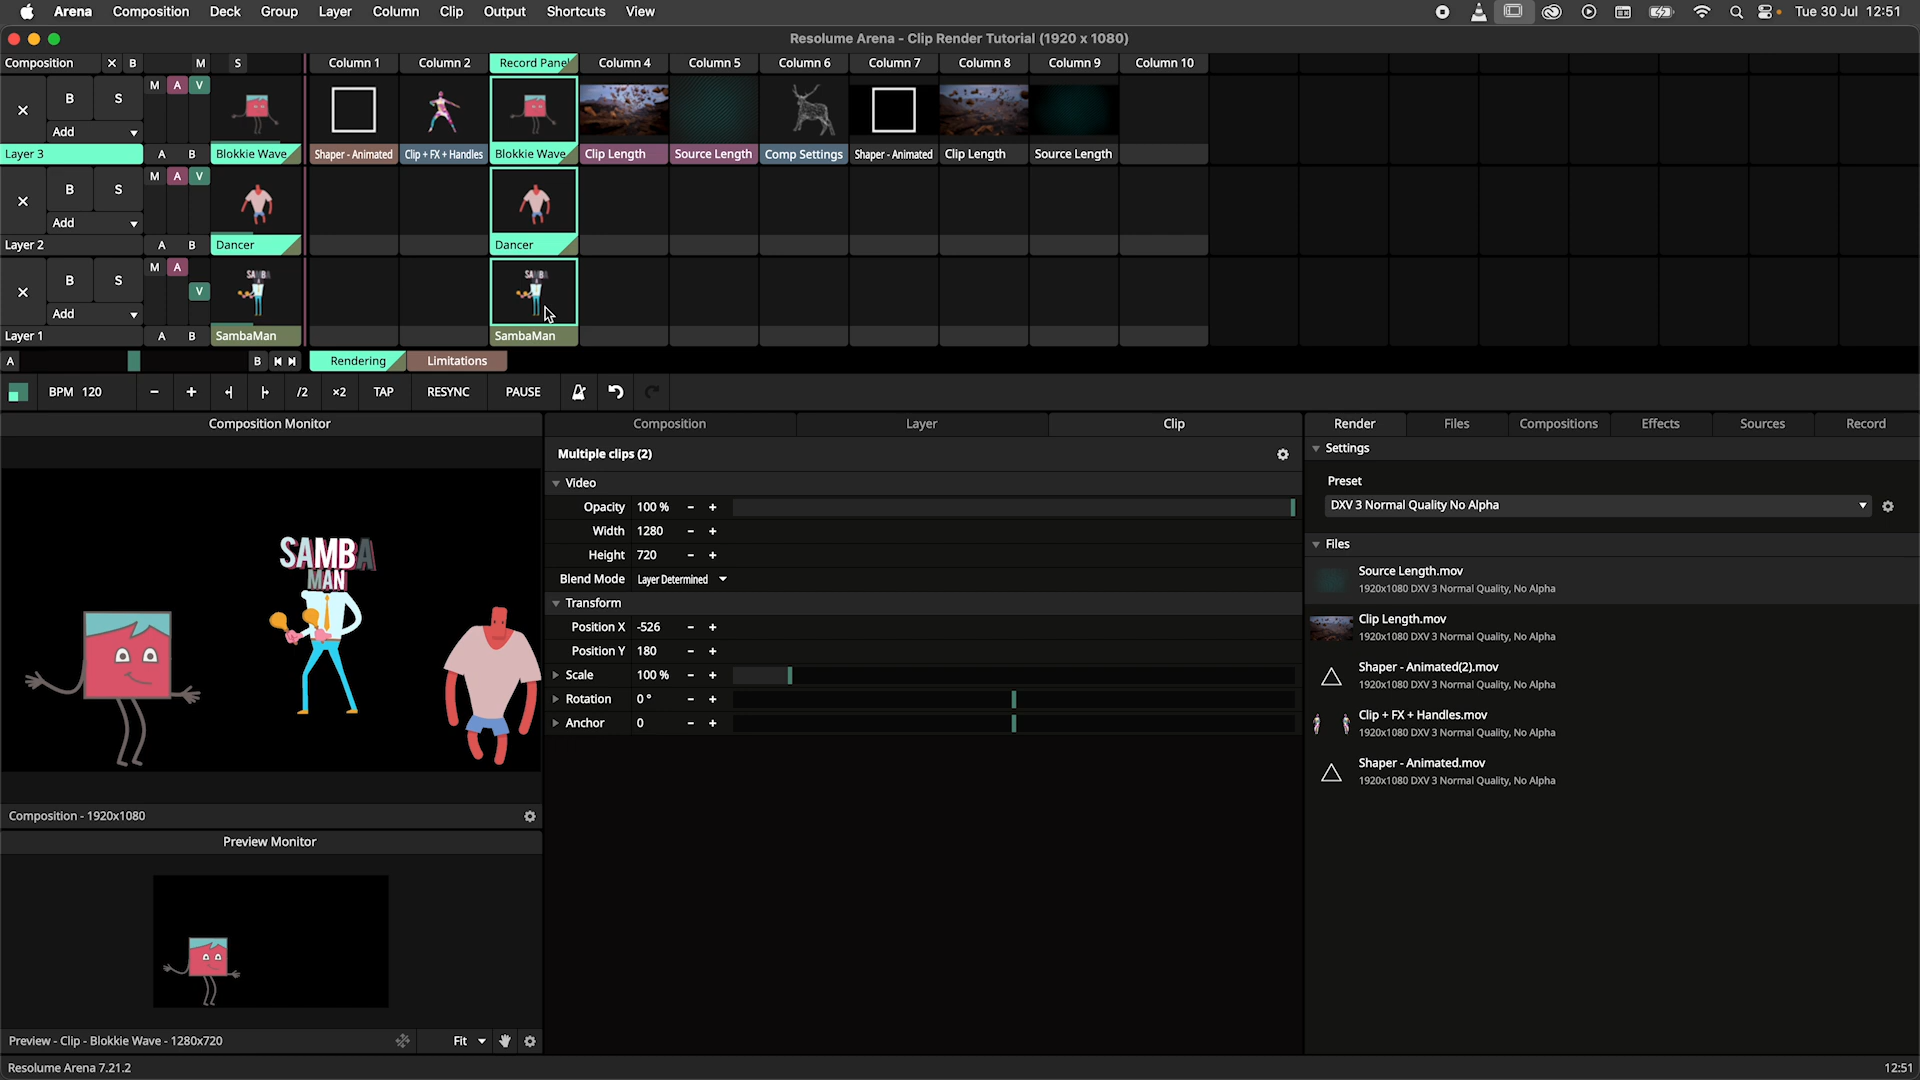 Arena Composition Deck Group Layer Column Clip Output Shortcuts View Tue 30 Jul 12:51
Resolume Arena - Clip Render Tutorial (1920 x 1080)
Composition X B M S Column 1 Column 2 Record Panel Column 4 Column 5 Column 6 Column 7 Column 8 Column 9 Column 10
M A V
B S
Add
Layer 3 A B Blokkie Wave Shaper - Animated Clip + FX + Handles Blokkie Wave Clip Length Source Length Comp Settings Shaper - Animated Clip Length Source Length
M A V
B S
Add
Layer 2 A B Dancer Dancer
M A
B S V
Add
SAMBA SAMBA
Layer 1 A B SambaMan SambaMan
A B Rendering Limitations
BPM 120 - + /2 ×2 TAP RESYNC PAUSE
Composition Monitor
SAMBA
MAN
Composition - 1920x1080
Preview Monitor
Preview - Clip - Blokkie Wave - 1280x720 Fit
Composition Layer Clip
Multiple clips (2)
Video
Opacity 100 % - +
Width 1280 - +
Height 720 - +
Blend Mode Layer Determined
Transform
Position X -526 - +
Position Y 180 - +
Scale 100 % - +
Rotation 0 ° - +
Anchor 0 - +
Render Files Compositions Effects Sources Record
Settings
Preset
DXV 3 Normal Quality No Alpha
Files
Source Length.mov
1920x1080 DXV 3 Normal Quality, No Alpha
Clip Length.mov
1920x1080 DXV 3 Normal Quality, No Alpha
Shaper - Animated(2).mov
1920x1080 DXV 3 Normal Quality, No Alpha
Clip + FX + Handles.mov
1920x1080 DXV 3 Normal Quality, No Alpha
Shaper - Animated.mov
1920x1080 DXV 3 Normal Quality, No Alpha
Resolume Arena 7.21.2 12:51